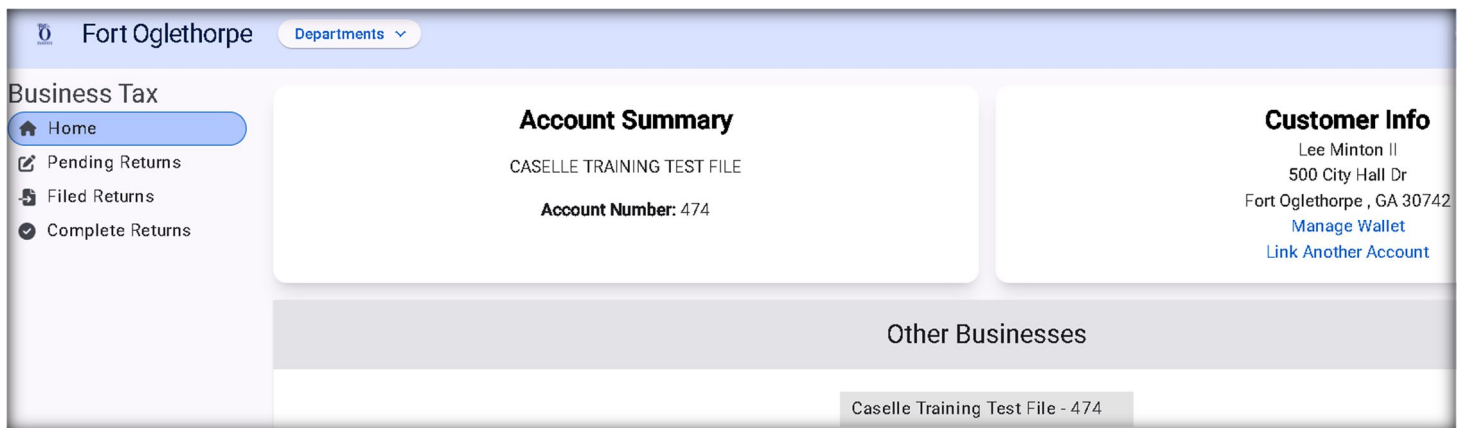 Fort Oglethorpe
Departments
Business Tax
Home
Pending Returns
Filed Returns
Complete Returns
Account Summary
CASELLE TRAINING TEST FILE
Account Number: 474
Customer Info
Lee Minton II
500 City Hall Dr
Fort Oglethorpe , GA 30742
Manage Wallet
Link Another Account
Other Businesses
Caselle Training Test File - 474